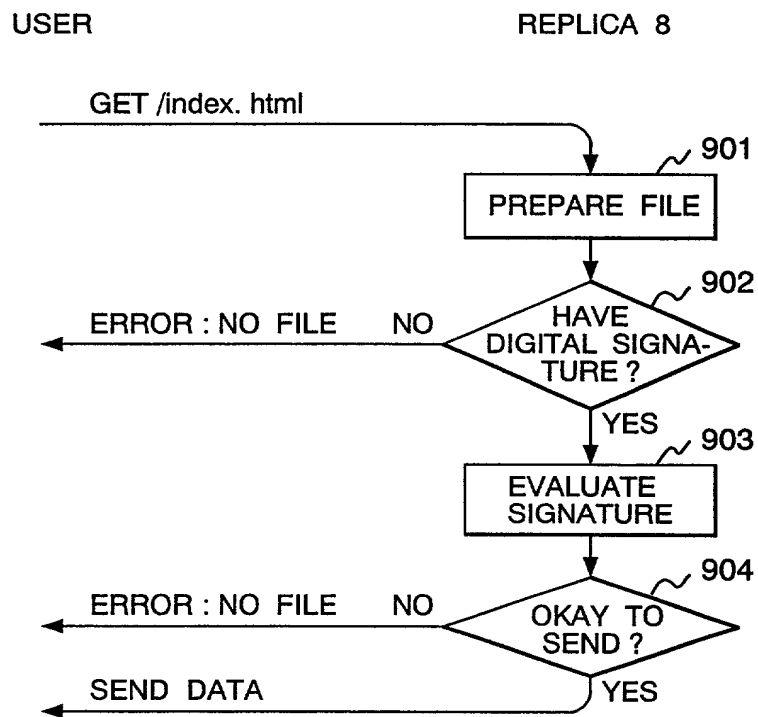 USER REPLICA 8
GET /index. html
901
PREPARE FILE
902
HAVE
DIGITAL SIGNA-
TURE ?
ERROR : NO FILE NO
YES
903
EVALUATE
SIGNATURE
904
OKAY TO
SEND ?
ERROR : NO FILE NO
YES
SEND DATA